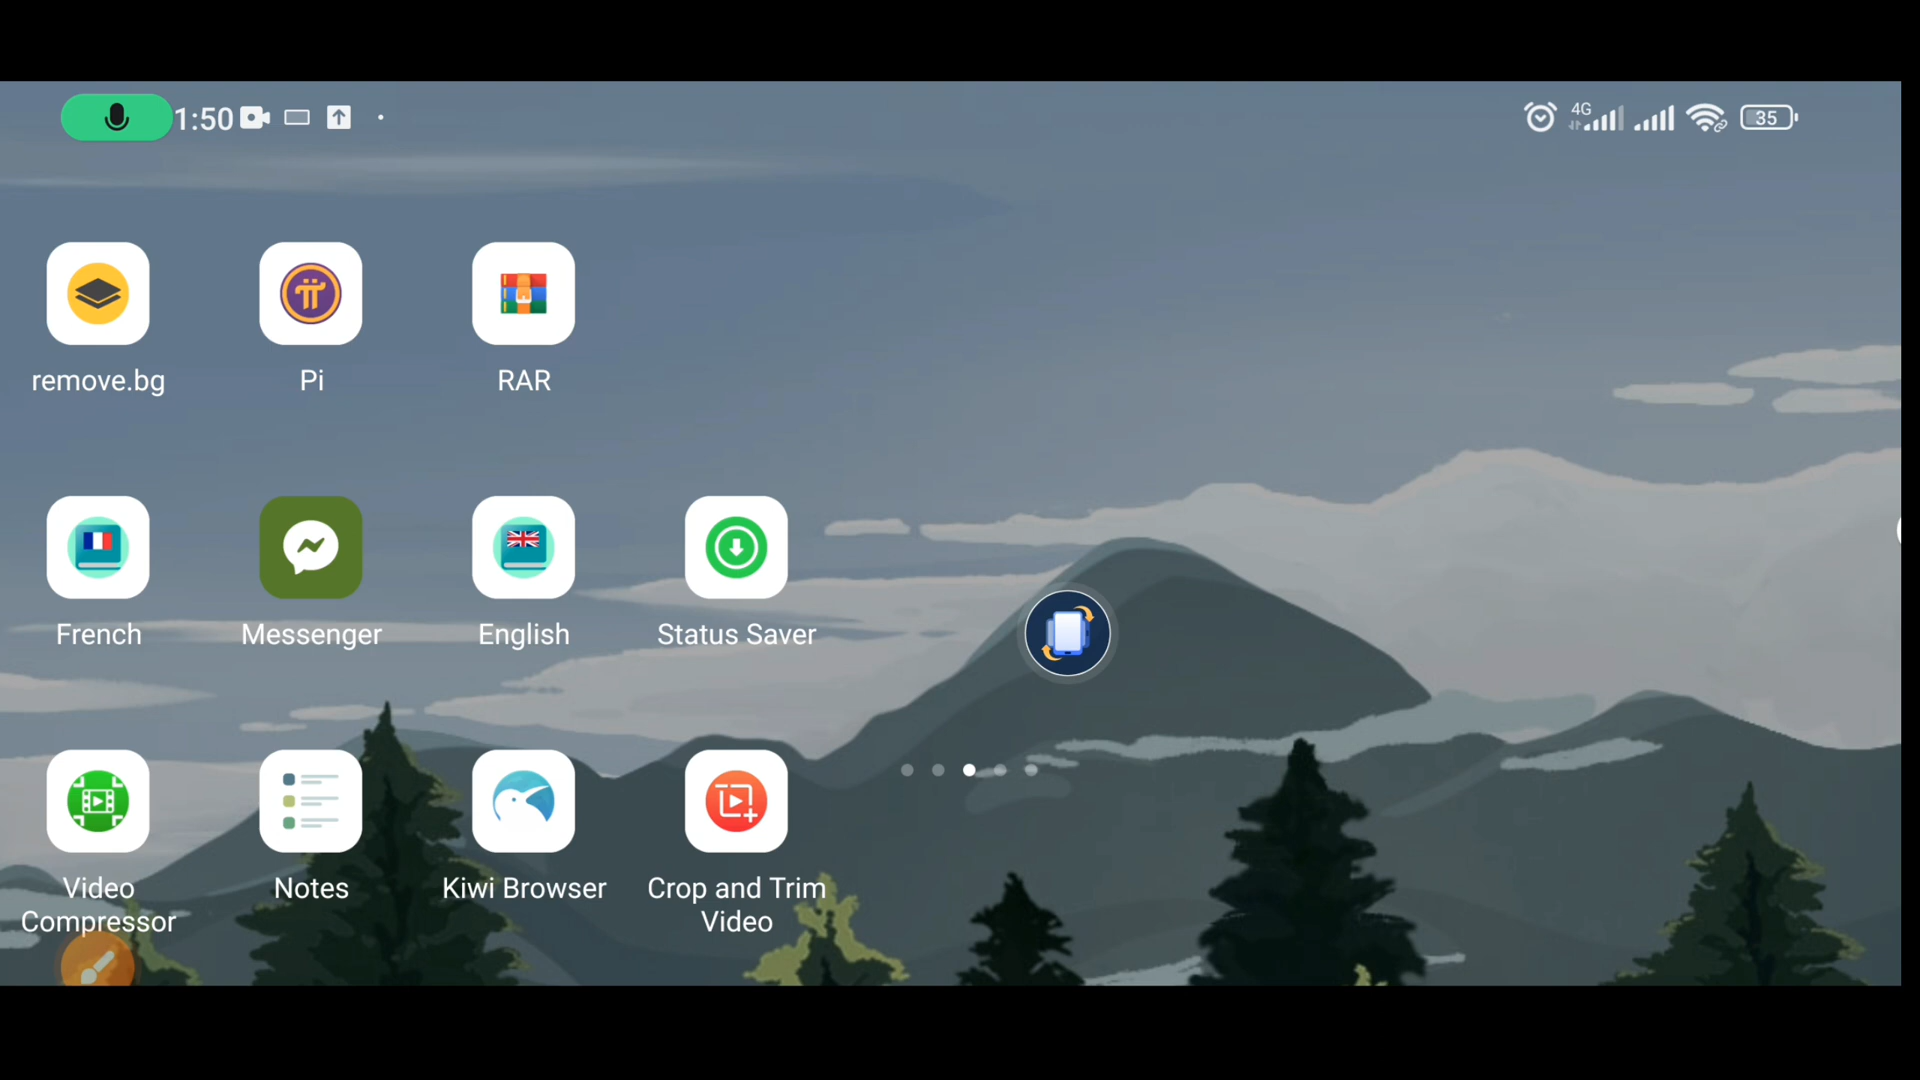 1:50
4G
35
remove.bg
Pi
RAR
French
Messenger
English
Status Saver
Video
Compressor
Notes
Kiwi Browser
Crop and Trim
Video